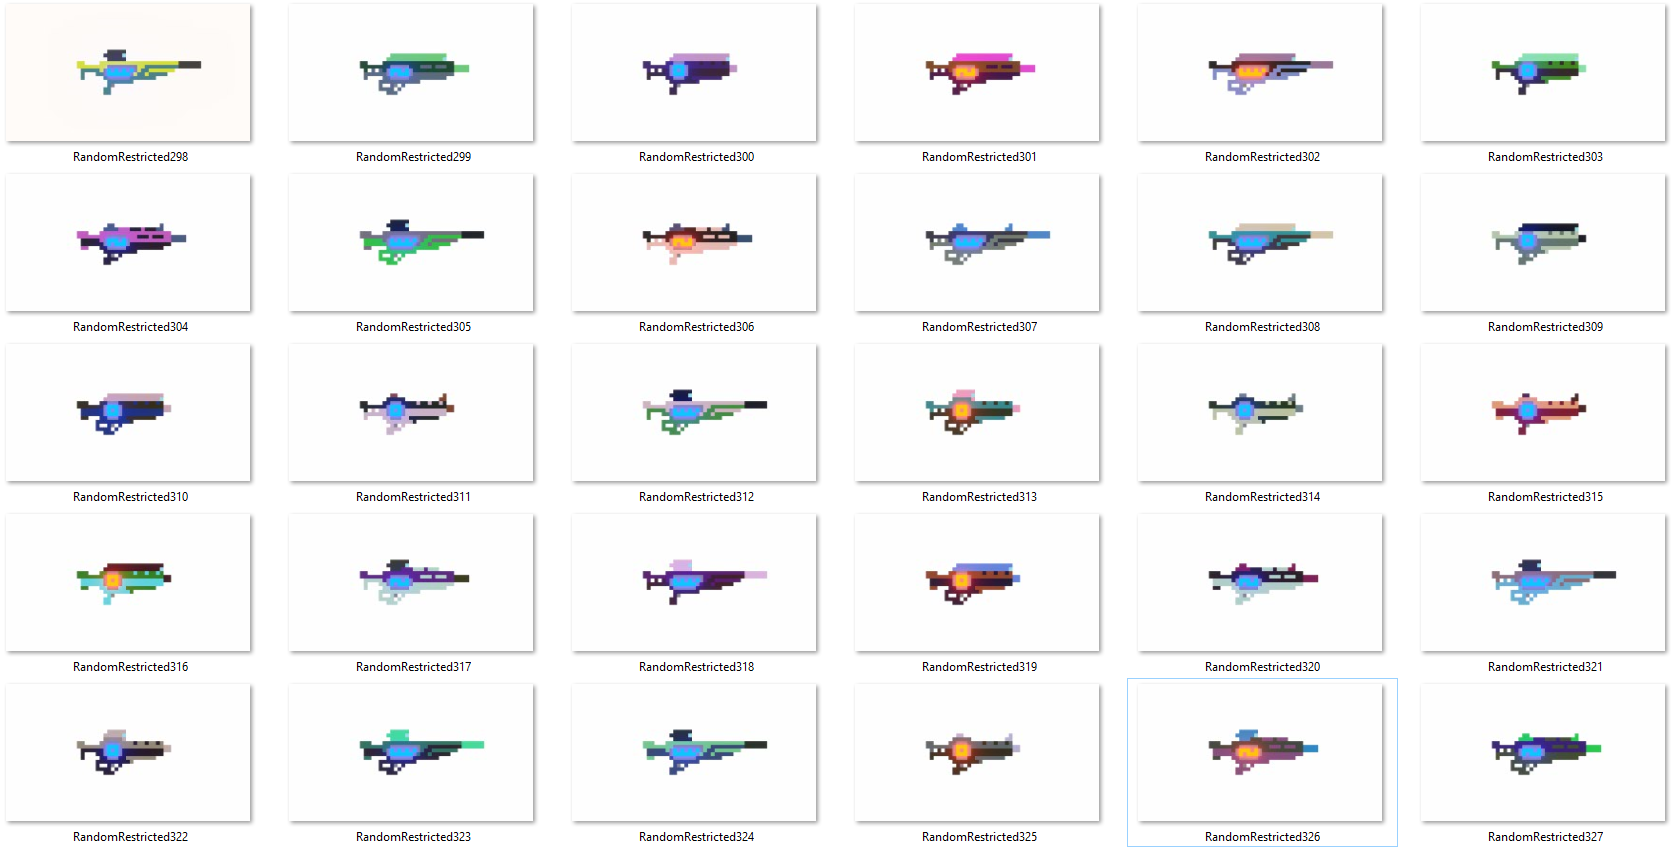 RandomRestricted298
RandomRestricted299
RandomRestricted300
RandomRestricted301
RandomRestricted302
RandomRestricted303
RandomRestricted304
RandomRestricted305
RandomRestricted306
RandomRestricted307
RandomRestricted308
RandomRestricted309
RandomRestricted310
RandomRestricted311
RandomRestricted312
RandomRestricted313
RandomRestricted314
RandomRestricted315
RandomRestricted316
RandomRestricted317
RandomRestricted318
RandomRestricted319
RandomRestricted320
RandomRestricted321
RandomRestricted322
RandomRestricted323
RandomRestricted324
RandomRestricted325
RandomRestricted326
RandomRestricted327